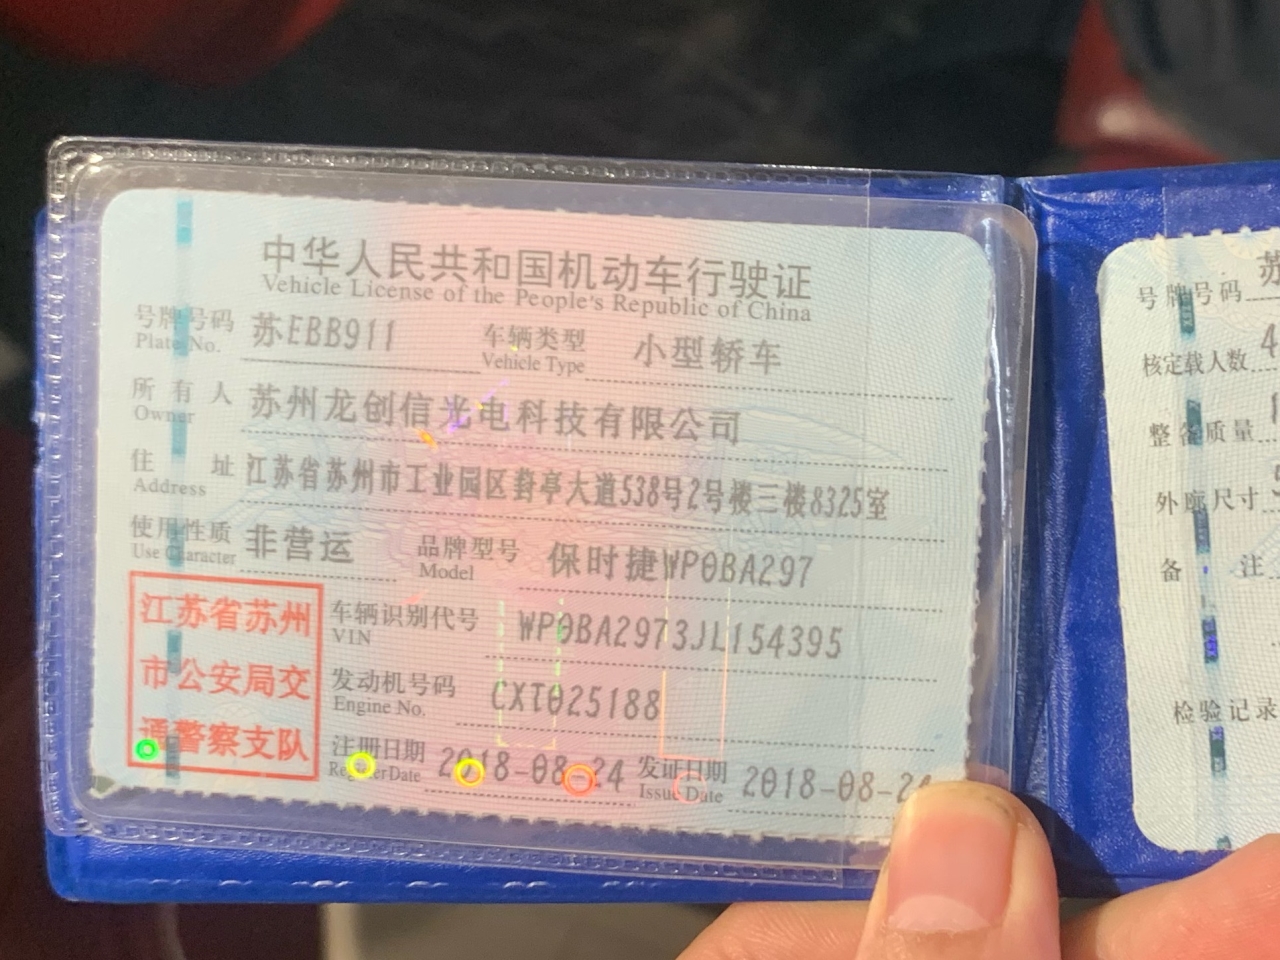 中华人民共和国机动车行驶证
Vehicle License of the People's Republic of China
号牌号码 苏EBB911 车辆类型 小型轿车
Plate No. Vehicle Type
所有人 苏州龙创信光电科技有限公司
Owner
住址 江苏省苏州市工业园区葑亭大道538号2号楼三楼8325室
Address
使用性质 非营运 品牌型号 保时捷WP0BA297
Use Character Model
车辆识别代号 WP0BA2973JL154395
VIN
发动机号码 CXT025188
Engine No.
注册日期 2018-08-24 发证日期 2018-08-24
Register Date Issue Date
江苏省苏州
市公安局交
通警察支队
号牌号码 苏
核定载人数 4
整备质量
外廓尺寸
备注
检验记录